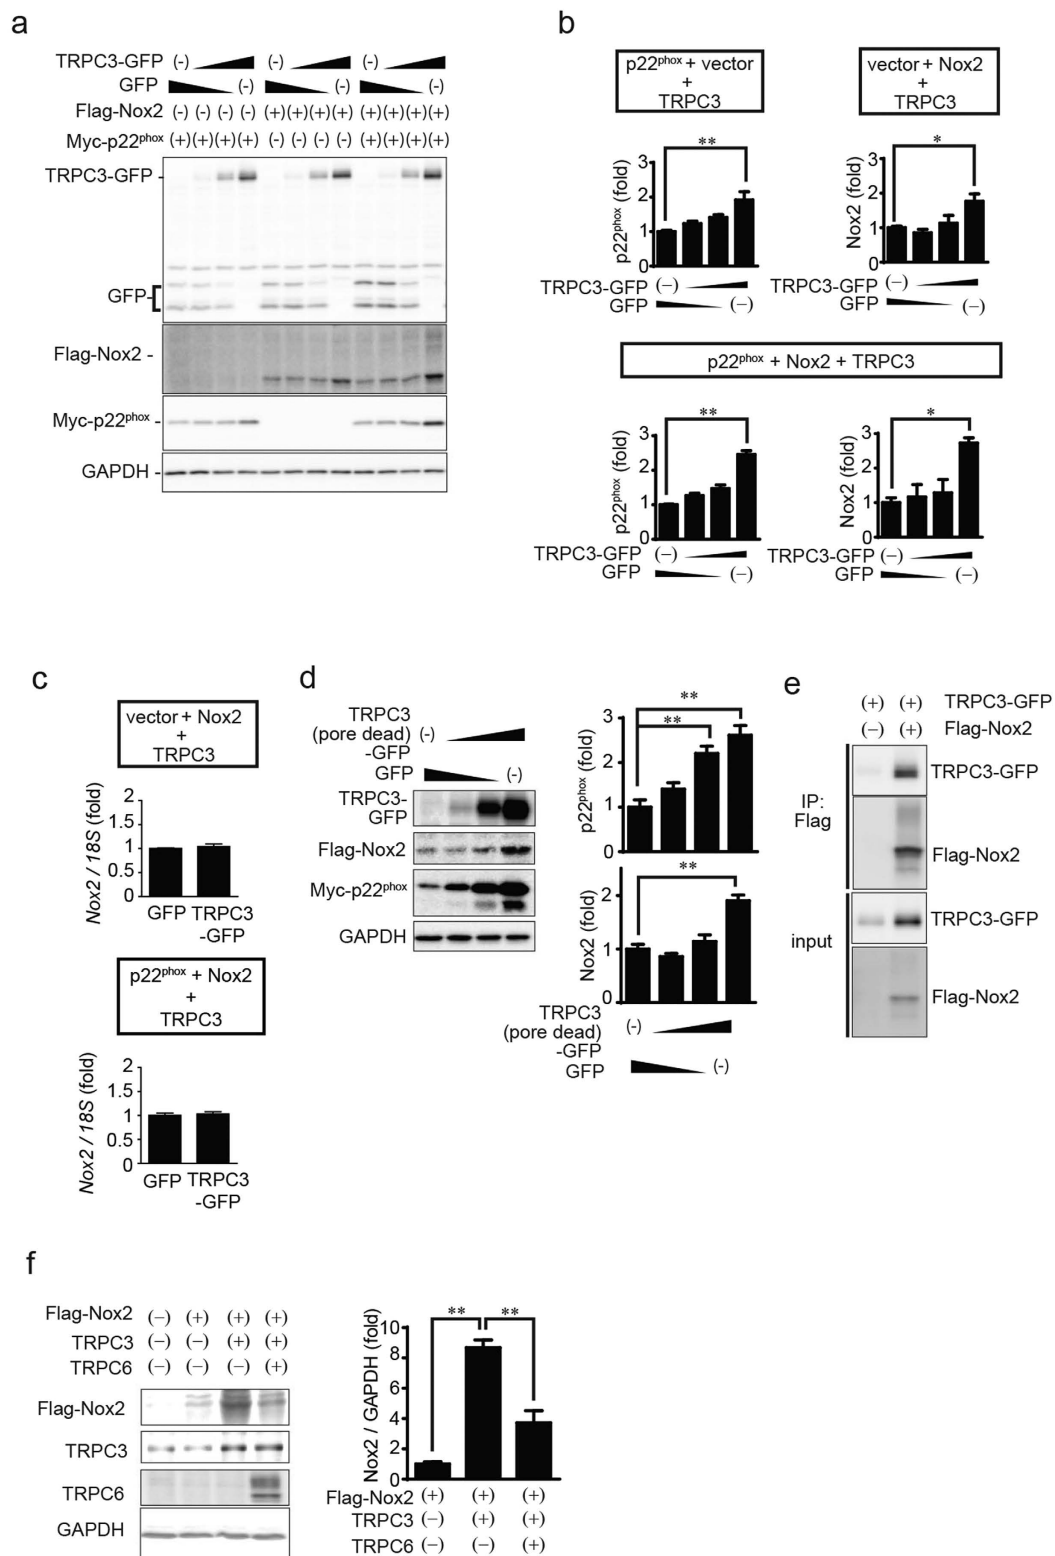 a
TRPC3-GFP (-) (-) (-)
GFP (-) (-) (-)
Flag-Nox2 (-) (-) (-) (-) (+) (+) (+) (+) (+) (+) (+) (+)
Myc-p22phox (+) (+) (+) (+) (-) (-) (-) (-) (+) (+) (+) (+)
TRPC3-GFP -
GFP-
Flag-Nox2 -
Myc-p22phox -
GAPDH -
b
p22phox + vector
+
TRPC3
**
p22phox (fold)
3
2
1
0
TRPC3-GFP (−)
GFP (−)
vector + Nox2
+
TRPC3
*
Nox2 (fold)
3
2
1
0
TRPC3-GFP (−)
GFP (−)
p22phox + Nox2 + TRPC3
**
p22phox (fold)
3
2
1
0
TRPC3-GFP (−)
GFP (−)
*
Nox2 (fold)
3
2
1
0
TRPC3-GFP (−)
GFP (−)
c
vector + Nox2
+
TRPC3
Nox2 / 18S (fold)
2
1.5
1
0.5
0
GFP TRPC3
-GFP
p22phox + Nox2
+
TRPC3
Nox2 / 18S (fold)
2
1.5
1
0.5
0
GFP TRPC3
-GFP
d
TRPC3
(pore dead) (-)
-GFP
GFP (-)
TRPC3-
GFP
Flag-Nox2
Myc-p22phox
GAPDH
**
**
p22phox (fold)
3
2
1
0
**
Nox2 (fold)
2
1
0
TRPC3
(pore dead) (-)
-GFP
GFP (-)
e
(+) (+) TRPC3-GFP
(−) (+) Flag-Nox2
IP:
Flag
TRPC3-GFP
Flag-Nox2
input
TRPC3-GFP
Flag-Nox2
f
Flag-Nox2 (−) (+) (+) (+)
TRPC3 (−) (−) (+) (+)
TRPC6 (−) (−) (−) (+)
Flag-Nox2
TRPC3
TRPC6
GAPDH
** **
Nox2 / GAPDH (fold)
10
8
6
4
2
0
Flag-Nox2 (+) (+) (+)
TRPC3 (−) (+) (+)
TRPC6 (−) (−) (+)